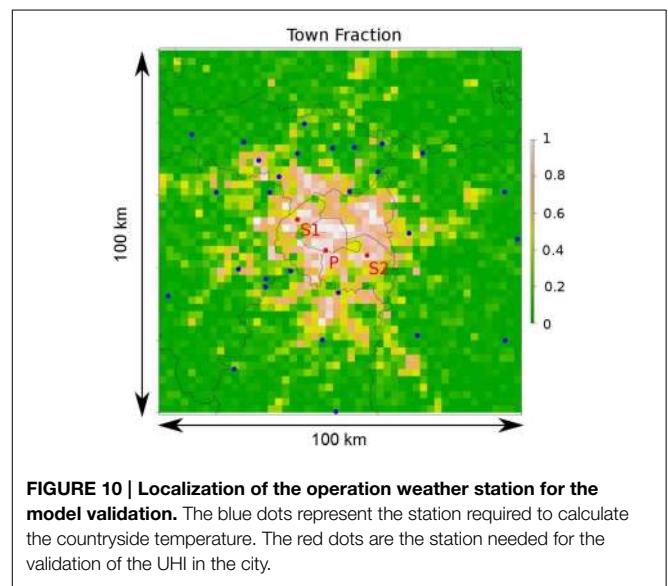 Town Fraction
100 km
1
0.8
0.6
0.4
0.2
0
S1
P
S2
100 km
FIGURE 10 | Localization of the operation weather station for the
model validation. The blue dots represent the station required to calculate
the countryside temperature. The red dots are the station needed for the
validation of the UHI in the city.